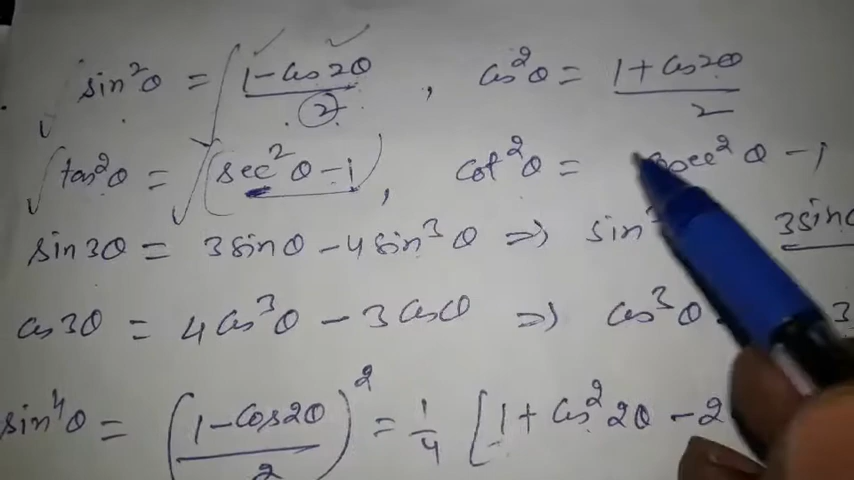 √sin²θ = √(1-cos2θ)/(2) , cos²θ = (1+cos2θ)/2
√tan²θ = √(sec²θ-1) , cot²θ = cosec²θ-1
sin3θ = 3sinθ-4sin³θ ⇒ sin 3sinθ
cos3θ = 4cos³θ - 3cosθ ⇒ cos³θ 3
sin⁴θ = ((1-cos2θ)/2)² = 1/4 [1+cos²2θ-2